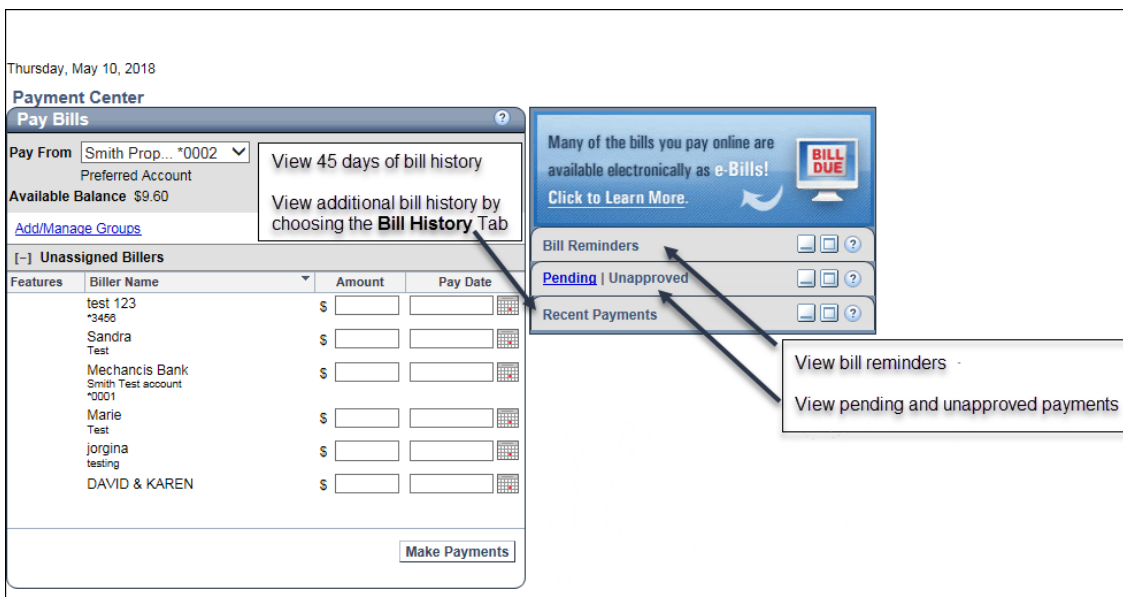 Thursday, May 10, 2018
Payment Center
Pay Bills
?
Pay From Smith Prop... *0002
Preferred Account
Available Balance $9.60
View 45 days of bill history
View additional bill history by
choosing the Bill History Tab
Add/Manage Groups
[-] Unassigned Billers
Features Biller Name Amount Pay Date
test 123 $
*3456
Sandra $
Test
Mechancis Bank $
Smith Test account
*0001
Marie $
Test
jorgina $
testing
DAVID & KAREN $
Make Payments
Many of the bills you pay online are
available electronically as e-Bills!
Click to Learn More.
BILL
DUE
Bill Reminders ?
Pending | Unapproved ?
Recent Payments ?
View bill reminders
View pending and unapproved payments